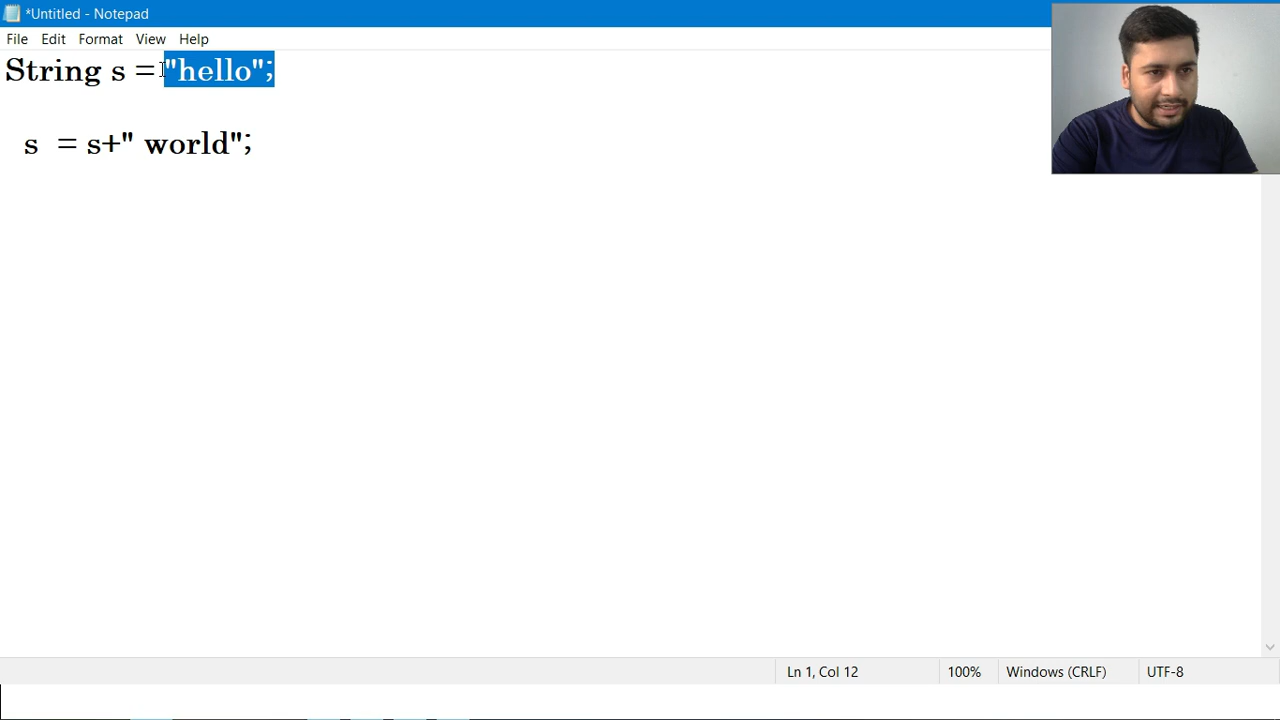 *Untitled - Notepad
File Edit Format View Help
String s = "hello";
s = s+" world";
Ln 1, Col 12 100% Windows (CRLF) UTF-8